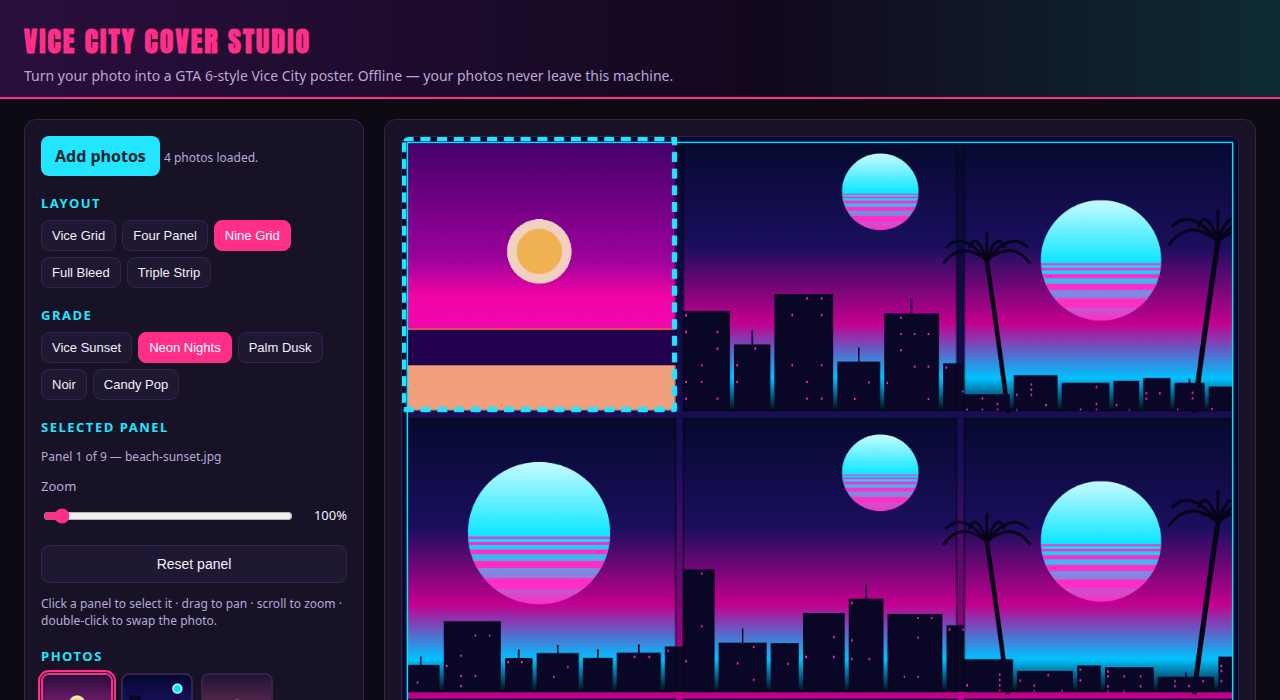 VICE CITY COVER STUDIO
Turn your photo into a GTA 6-style Vice City poster. Offline — your photos never leave this machine.
Add photos
4 photos loaded.
LAYOUT
Vice Grid
Four Panel
Nine Grid
Full Bleed
Triple Strip
GRADE
Vice Sunset
Neon Nights
Palm Dusk
Noir
Candy Pop
SELECTED PANEL
Panel 1 of 9 — beach-sunset.jpg
Zoom
100%
Reset panel
Click a panel to select it · drag to pan · scroll to zoom ·
double-click to swap the photo.
PHOTOS